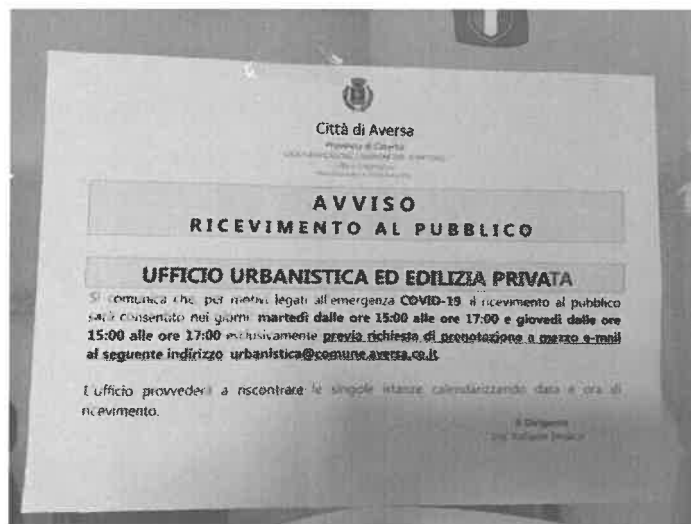 Città di Aversa
Provincia di Caserta
AVVISO
RICEVIMENTO AL PUBBLICO
UFFICIO URBANISTICA ED EDILIZIA PRIVATA
Si comunica che, per motivi legati all'emergenza COVID-19 il ricevimento al pubblico
sarà consentito nei giorni martedì dalle ore 15:00 alle ore 17:00 e giovedì dalle ore
15:00 alle ore 17:00 esclusivamente previa richiesta di prenotazione a mezzo e-mail
al seguente indirizzo urbanistica@comune.aversa.ce.it
L'ufficio provvederà a riscontrare le singole istanze calendarizzando data e ora di
ricevimento.
Il Dirigente